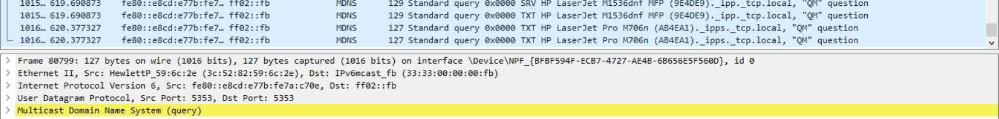 1015… 619.690873 fe80::e8cd:e77b:fe7… ff02::fb MDNS 129 Standard query 0x0000 SRV HP LaserJet M1536dnf MFP (9E4DE9)._ipp._tcp.local, "QM" question
1015… 619.690873 fe80::e8cd:e77b:fe7… ff02::fb MDNS 129 Standard query 0x0000 TXT HP LaserJet M1536dnf MFP (9E4DE9)._ipp._tcp.local, "QM" question
1016… 620.377327 fe80::e8cd:e77b:fe7… ff02::fb MDNS 127 Standard query 0x0000 TXT HP LaserJet Pro M706n (AB4EA1)._ipps._tcp.local, "QM" question
1016… 620.377327 fe80::e8cd:e77b:fe7… ff02::fb MDNS 127 Standard query 0x0000 TXT HP LaserJet Pro M706n (AB4EA1)._ipps._tcp.local, "QM" question
Frame 80799: 127 bytes on wire (1016 bits), 127 bytes captured (1016 bits) on interface \Device\NPF_{BFBF594F-ECB7-4727-AE4B-6B656E5F560D}, id 0
Ethernet II, Src: HewlettP_59:6c:2e (3c:52:82:59:6c:2e), Dst: IPv6mcast_fb (33:33:00:00:00:fb)
Internet Protocol Version 6, Src: fe80::e8cd:e77b:fe7a:c70e, Dst: ff02::fb
User Datagram Protocol, Src Port: 5353, Dst Port: 5353
Multicast Domain Name System (query)